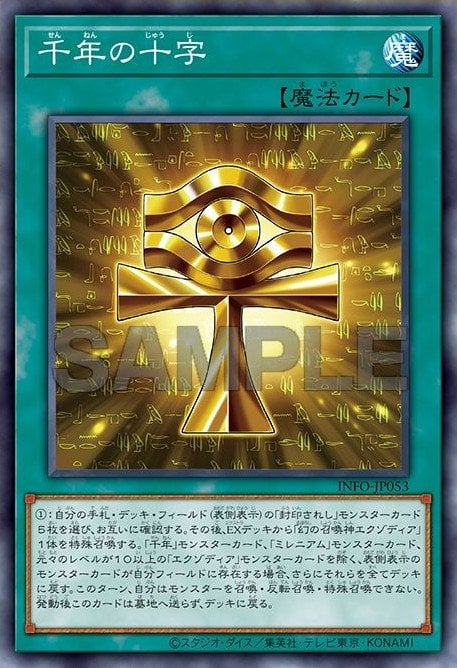 千年の十字
魔
【魔法カード】
SAMPLE
INFO-JP053
①:自分の手札・デッキ・フィールド(表側表示)の「封印されし」モンスターカード
５枚を選び、お互いに確認する。その後、EXデッキから「幻の召喚神エクゾディア」
１体を特殊召喚する。「千年」モンスターカード、「ミレニアム」モンスターカード、
元々のレベルが１０以上の「エクゾディア」モンスターカードを除く、表側表示の
モンスターカードが自分フィールドに存在する場合、さらにそれらを全てデッキ
に戻す。このターン、自分はモンスターを召喚・反転召喚・特殊召喚できない。
発動後このカードは墓地へ送らず、デッキに戻る。
©スタジオ・ダイス／集英社・テレビ東京・KONAMI